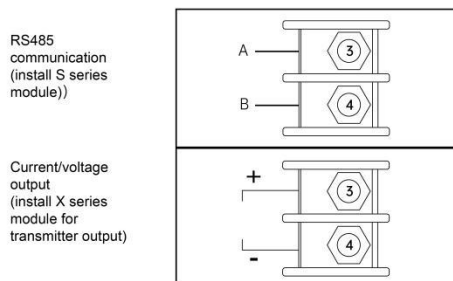 RS485
communication
(install S series
module))
A
3
B
4
Current/voltage
output
(install X series
module for
transmitter output)
+
3
-
4